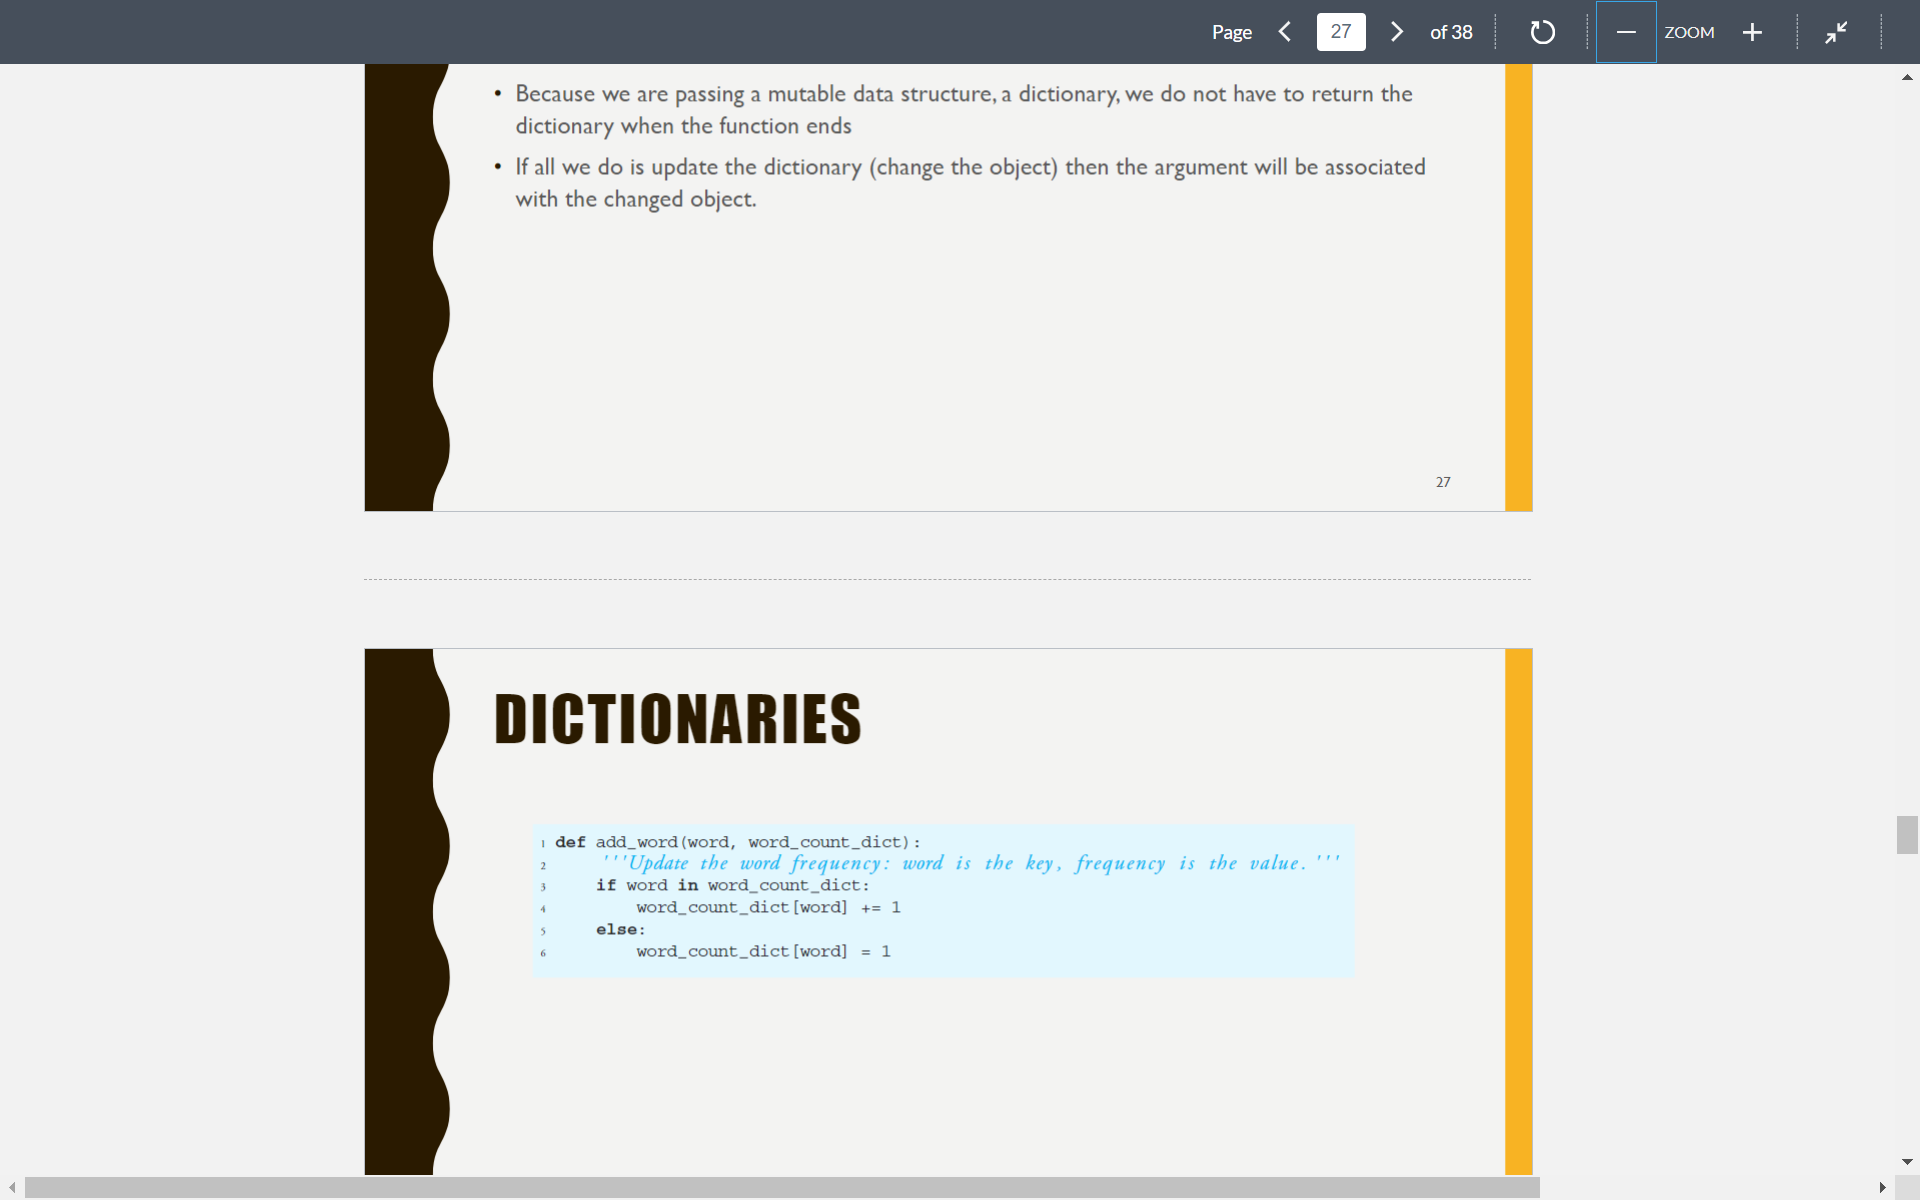 Page 27 of 38 ZOOM
• Because we are passing a mutable data structure, a dictionary, we do not have to return the
dictionary when the function ends
• If all we do is update the dictionary (change the object) then the argument will be associated
with the changed object.
27
DICTIONARIES
1 def add_word(word, word_count_dict):
2 '''Update the word frequency: word is the key, frequency is the value.'''
3 if word in word_count_dict:
4 word_count_dict[word] += 1
5 else:
6 word_count_dict[word] = 1